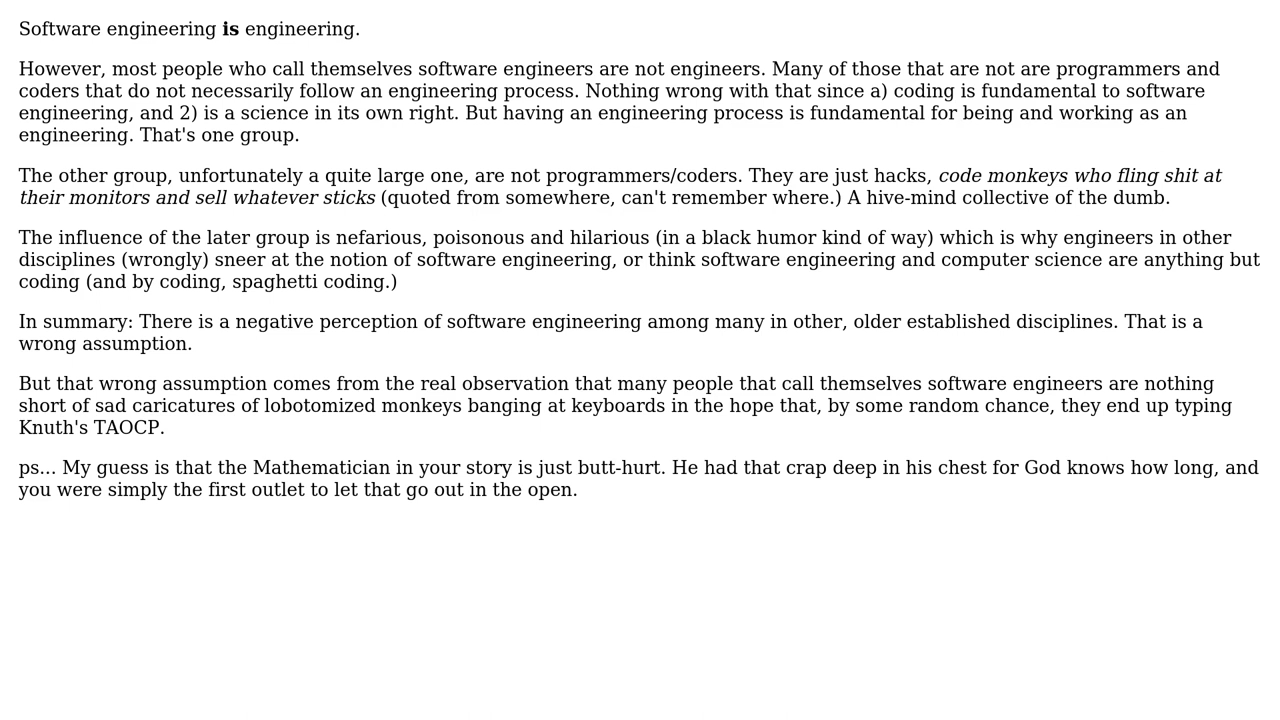 Software engineering is engineering.
However, most people who call themselves software engineers are not engineers. Many of those that are not are programmers and
coders that do not necessarily follow an engineering process. Nothing wrong with that since a) coding is fundamental to software
engineering, and 2) is a science in its own right. But having an engineering process is fundamental for being and working as an
engineering. That's one group.
The other group, unfortunately a quite large one, are not programmers/coders. They are just hacks, code monkeys who fling shit at
their monitors and sell whatever sticks (quoted from somewhere, can't remember where.) A hive-mind collective of the dumb.
The influence of the later group is nefarious, poisonous and hilarious (in a black humor kind of way) which is why engineers in other
disciplines (wrongly) sneer at the notion of software engineering, or think software engineering and computer science are anything but
coding (and by coding, spaghetti coding.)
In summary: There is a negative perception of software engineering among many in other, older established disciplines. That is a
wrong assumption.
But that wrong assumption comes from the real observation that many people that call themselves software engineers are nothing
short of sad caricatures of lobotomized monkeys banging at keyboards in the hope that, by some random chance, they end up typing
Knuth's TAOCP.
ps... My guess is that the Mathematician in your story is just butt-hurt. He had that crap deep in his chest for God knows how long, and
you were simply the first outlet to let that go out in the open.